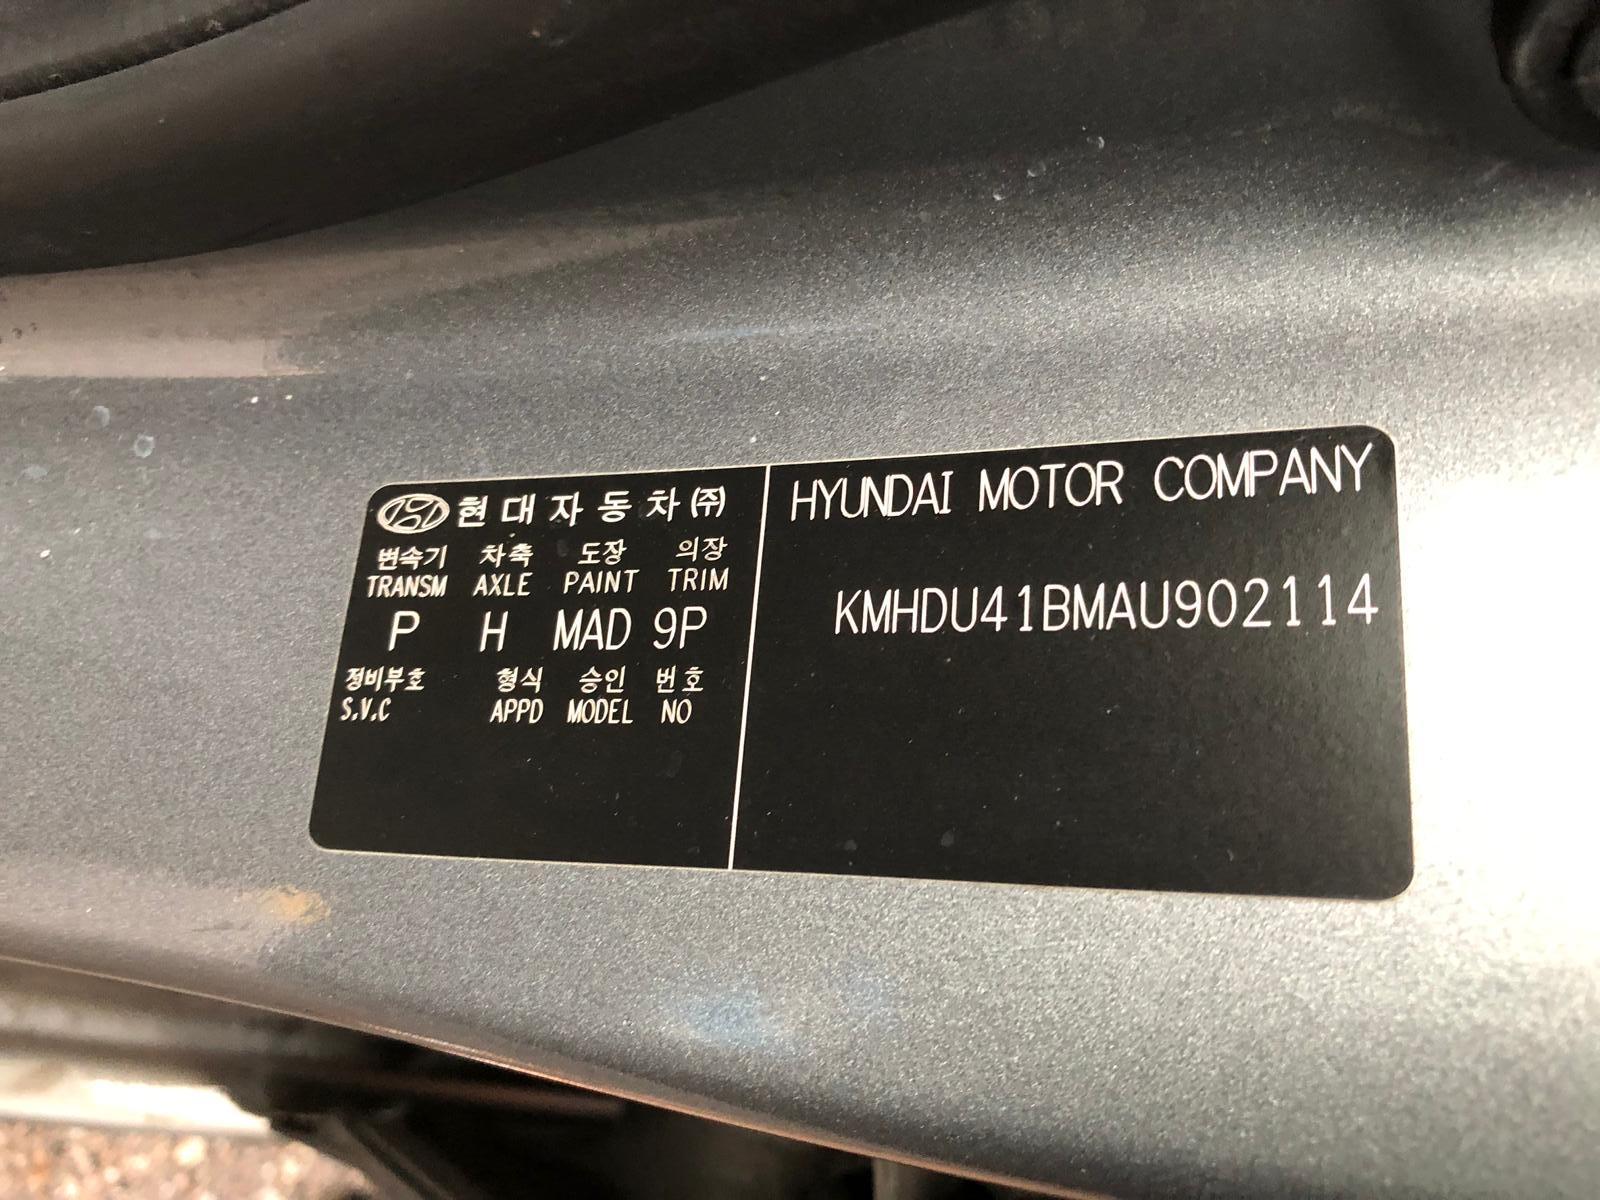 현대자동차㈜
변속기 차축 도장 의장
TRANSM AXLE PAINT TRIM
P H MAD 9P
정비부호 형식 승인 번호
S.V.C APPD MODEL NO
HYUNDAI MOTOR COMPANY
KMHDU41BMAU902114